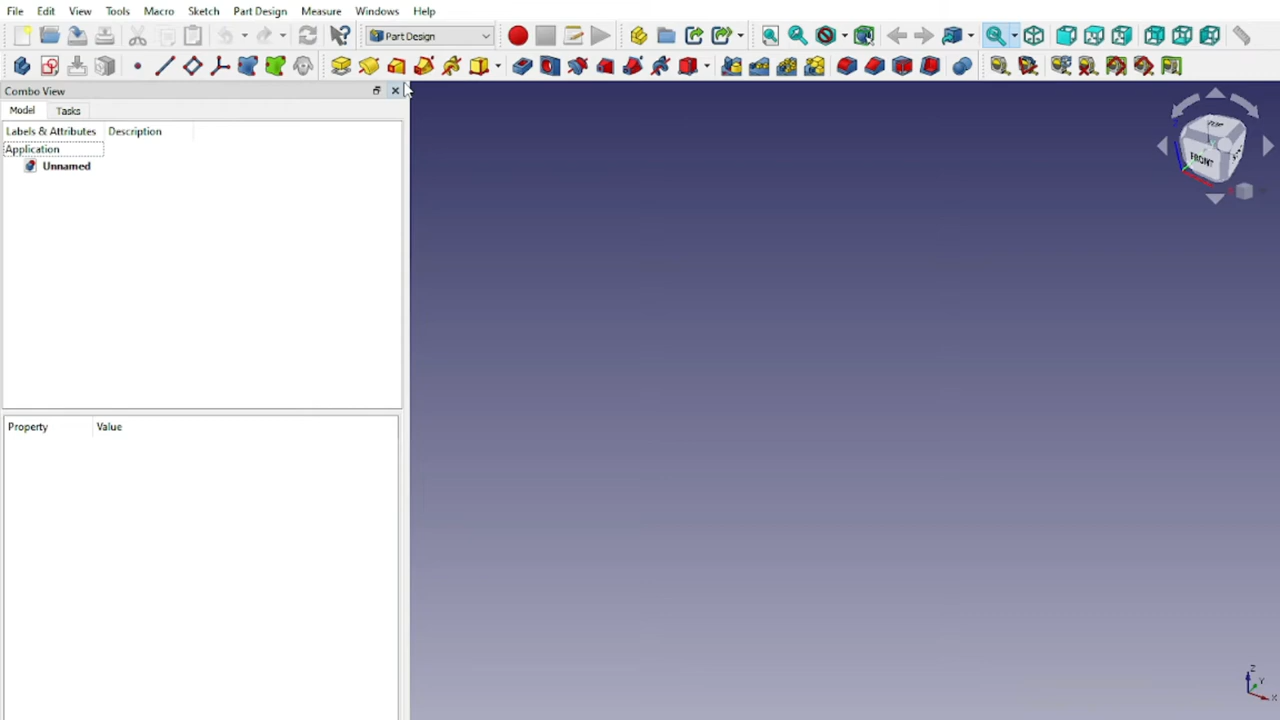 File Edit View Tools Macro Sketch Part Design Measure Windows Help
Part Design
Combo View
Model Tasks
Labels & Attributes Description
Application
Unnamed
Property Value
FRONT
Z
Y
X